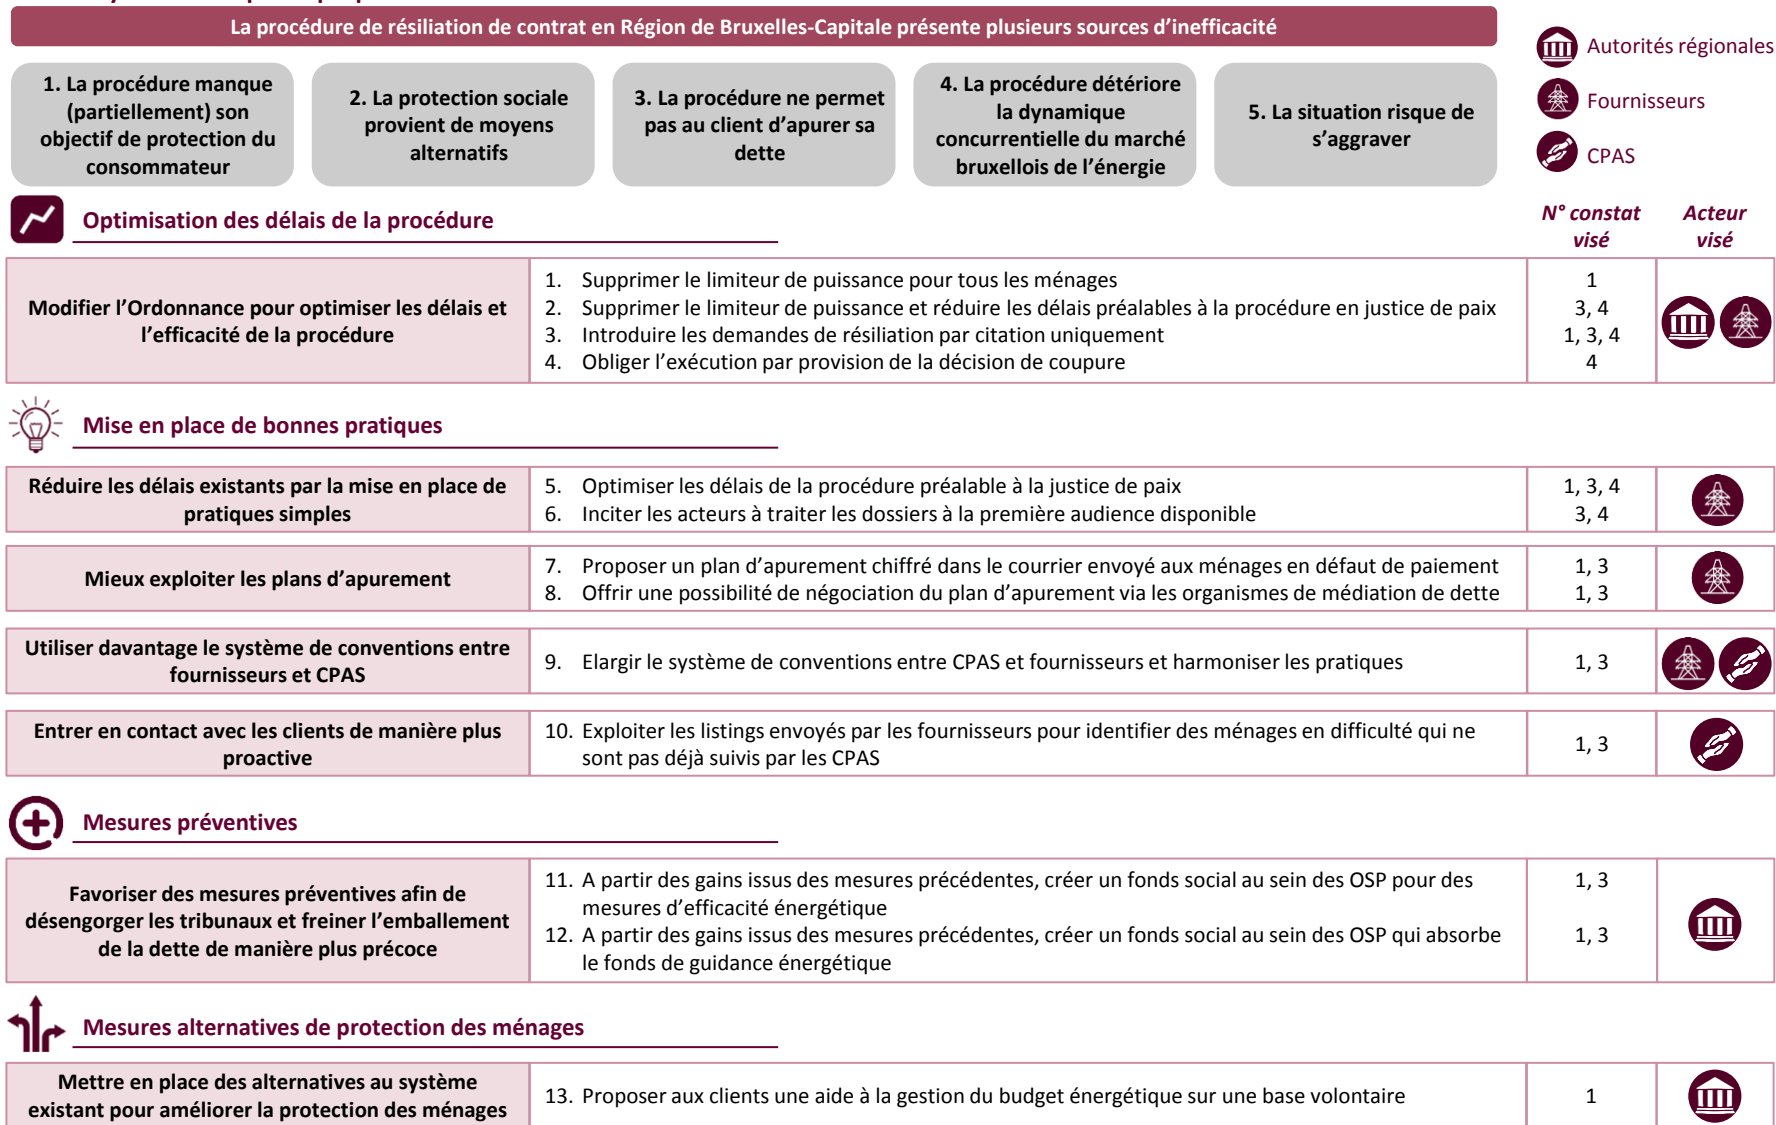 La procédure de résiliation de contrat en Région de Bruxelles-Capitale présente plusieurs sources d'inefficacité
1. La procédure manque
(partiellement) son
objectif de protection du
consommateur
2. La protection sociale
provient de moyens
alternatifs
3. La procédure ne permet
pas au client d'apurer sa
dette
4. La procédure détériore
la dynamique
concurrentielle du marché
bruxellois de l'énergie
5. La situation risque de
s'aggraver
Autorités régionales
Fournisseurs
CPAS
Optimisation des délais de la procédure
N° constat
visé
Acteur
visé
Modifier l'Ordonnance pour optimiser les délais et
l'efficacité de la procédure
1. Supprimer le limiteur de puissance pour tous les ménages
1
2. Supprimer le limiteur de puissance et réduire les délais préalables à la procédure en justice de paix
3, 4
3. Introduire les demandes de résiliation par citation uniquement
1, 3, 4
4. Obliger l'exécution par provision de la décision de coupure
4
Mise en place de bonnes pratiques
Réduire les délais existants par la mise en place de
pratiques simples
5. Optimiser les délais de la procédure préalable à la justice de paix
1, 3, 4
6. Inciter les acteurs à traiter les dossiers à la première audience disponible
3, 4
Mieux exploiter les plans d'apurement
7. Proposer un plan d'apurement chiffré dans le courrier envoyé aux ménages en défaut de paiement
1, 3
8. Offrir une possibilité de négociation du plan d'apurement via les organismes de médiation de dette
1, 3
Utiliser davantage le système de conventions entre
fournisseurs et CPAS
9. Elargir le système de conventions entre CPAS et fournisseurs et harmoniser les pratiques
1, 3
Entrer en contact avec les clients de manière plus
proactive
10. Exploiter les listings envoyés par les fournisseurs pour identifier des ménages en difficulté qui ne
sont pas déjà suivis par les CPAS
1, 3
Mesures préventives
Favoriser des mesures préventives afin de
désengorger les tribunaux et freiner l'emballement
de la dette de manière plus précoce
11. A partir des gains issus des mesures précédentes, créer un fonds social au sein des OSP pour des
mesures d'efficacité énergétique
1, 3
12. A partir des gains issus des mesures précédentes, créer un fonds social au sein des OSP qui absorbe
le fonds de guidance énergétique
1, 3
Mesures alternatives de protection des ménages
Mettre en place des alternatives au système
existant pour améliorer la protection des ménages
13. Proposer aux clients une aide à la gestion du budget énergétique sur une base volontaire
1